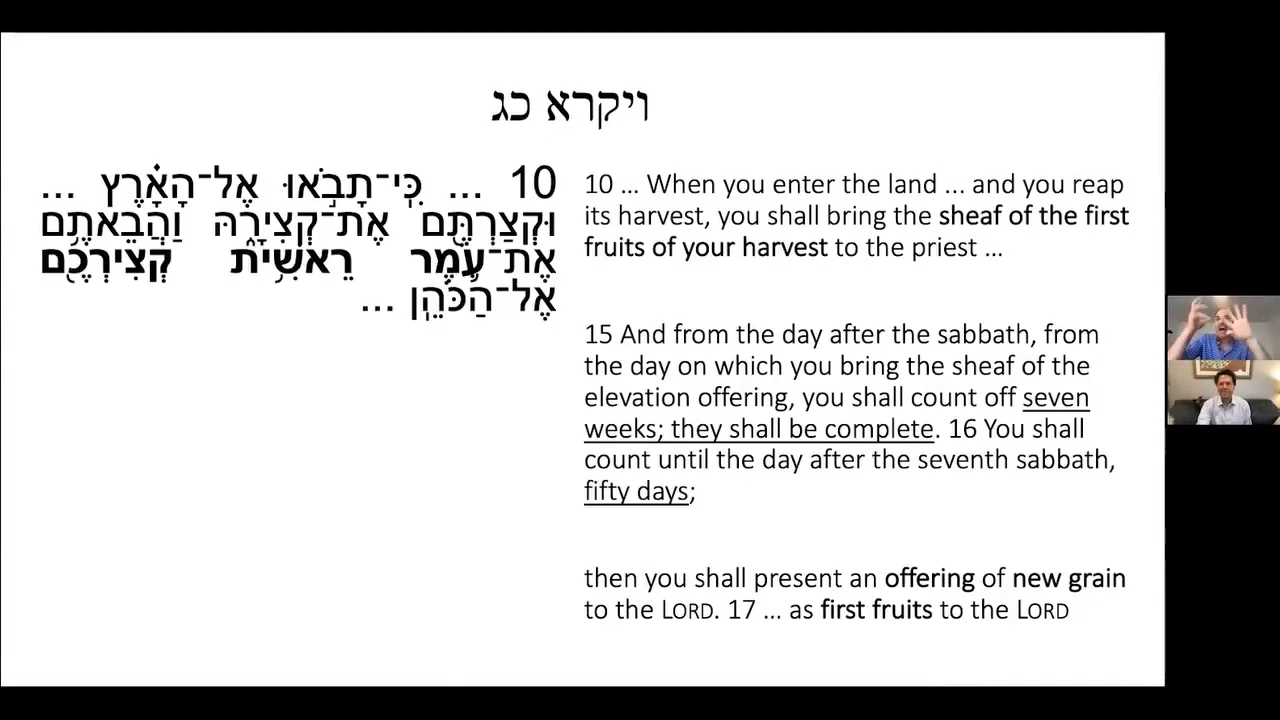 ויקרא כג
10 ... כִּֽי־תָבֹ֣אוּ אֶל־הָאָ֗רֶץ ...
וּקְצַרְתֶּ֖ם אֶת־קְצִירָ֑הּ וַהֲבֵאתֶ֥ם
אֶת־עֹ֛מֶר רֵאשִׁ֥ית קְצִירְכֶ֖ם
אֶל־הַכֹּהֵֽן ...
10 ... When you enter the land ... and you reap
its harvest, you shall bring the sheaf of the first
fruits of your harvest to the priest ...
15 And from the day after the sabbath, from
the day on which you bring the sheaf of the
elevation offering, you shall count off seven
weeks; they shall be complete. 16 You shall
count until the day after the seventh sabbath,
fifty days;
then you shall present an offering of new grain
to the LORD. 17 ... as first fruits to the LORD